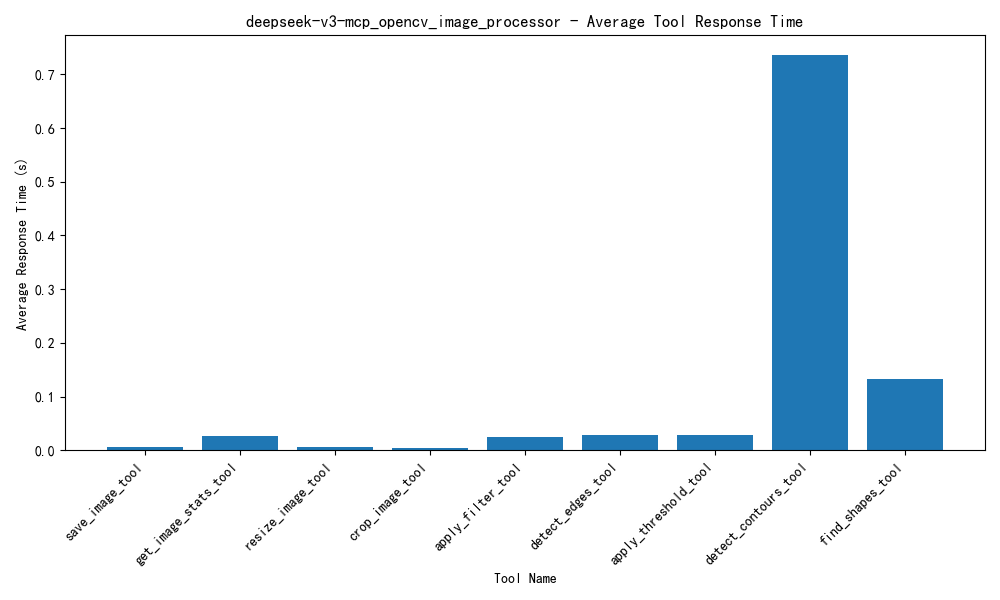 deepseek-v3-mcp_opencv_image_processor - Average Tool Response Time
Average Response Time (s)
0.7
0.6
0.5
0.4
0.3
0.2
0.1
0.0
save_image_tool
get_image_stats_tool
resize_image_tool
crop_image_tool
apply_filter_tool
detect_edges_tool
apply_threshold_tool
detect_contours_tool
find_shapes_tool
Tool Name